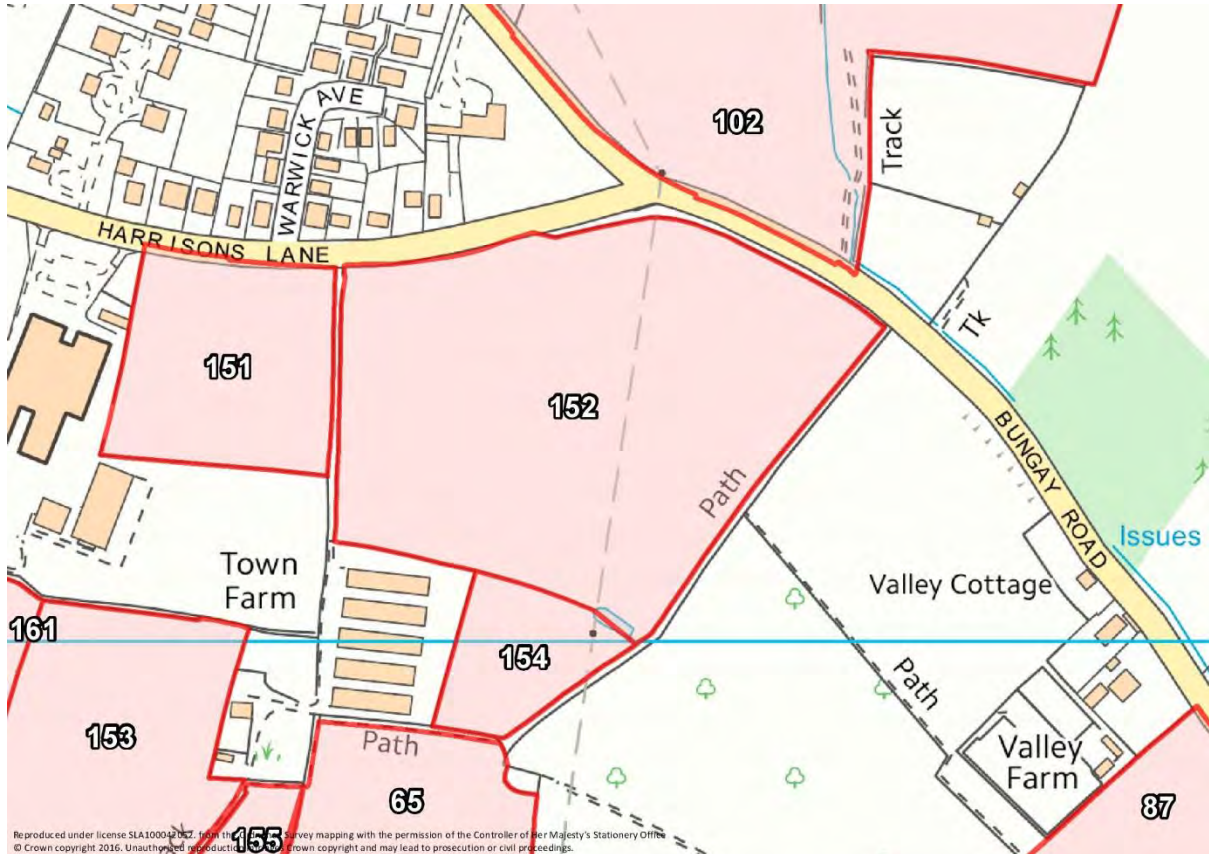 102
Track
WARWICK AVE
HARRISONS LANE
Tk
151
152
BUNGAY ROAD
Path
Issues
Town
Farm
Valley Cottage
161
154
Path
153
Path
Valley
Farm
65
87
155
Reproduced under license SLA100042052. from the Ordnance Survey mapping with the permission of the Controller of Her Majesty's Stationery Office
© Crown copyright 2016. Unauthorised reproduction Crown copyright and may lead to prosecution or civil proceedings.